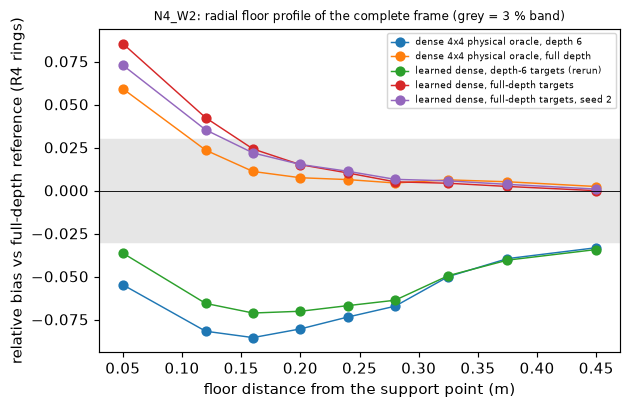 N4_W2: radial floor profile of the complete frame (grey = 3 % band)
relative bias vs full-depth reference (R4 rings)
0.075
0.050
0.025
0.000
−0.025
−0.050
−0.075
dense 4x4 physical oracle, depth 6
dense 4x4 physical oracle, full depth
learned dense, depth-6 targets (rerun)
learned dense, full-depth targets
learned dense, full-depth targets, seed 2
0.05 0.10 0.15 0.20 0.25 0.30 0.35 0.40 0.45
floor distance from the support point (m)